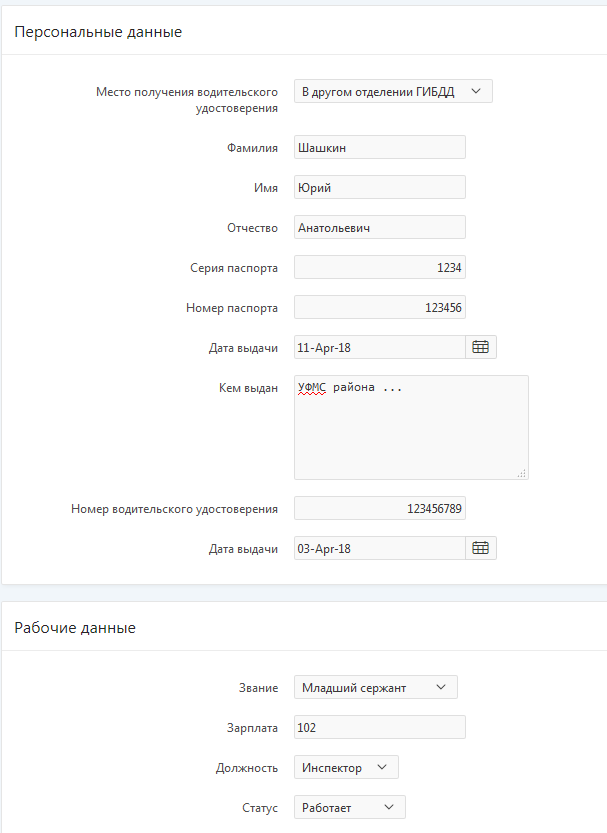 Персональные данные
Место получения водительского
удостоверения
В другом отделении ГИБДД
Фамилия
Шашкин
Имя
Юрий
Отчество
Анатольевич
Серия паспорта
1234
Номер паспорта
123456
Дата выдачи
11-Apr-18
Кем выдан
УФМС района ...
Номер водительского удостоверения
123456789
Дата выдачи
03-Apr-18
Рабочие данные
Звание
Младший сержант
Зарплата
102
Должность
Инспектор
Статус
Работает